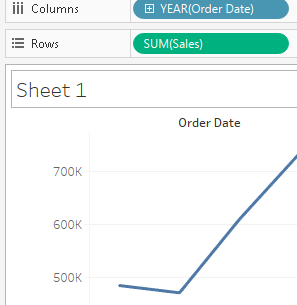 Columns
YEAR(Order Date)
Rows
SUM(Sales)
Sheet 1
Order Date
700K
600K
500K